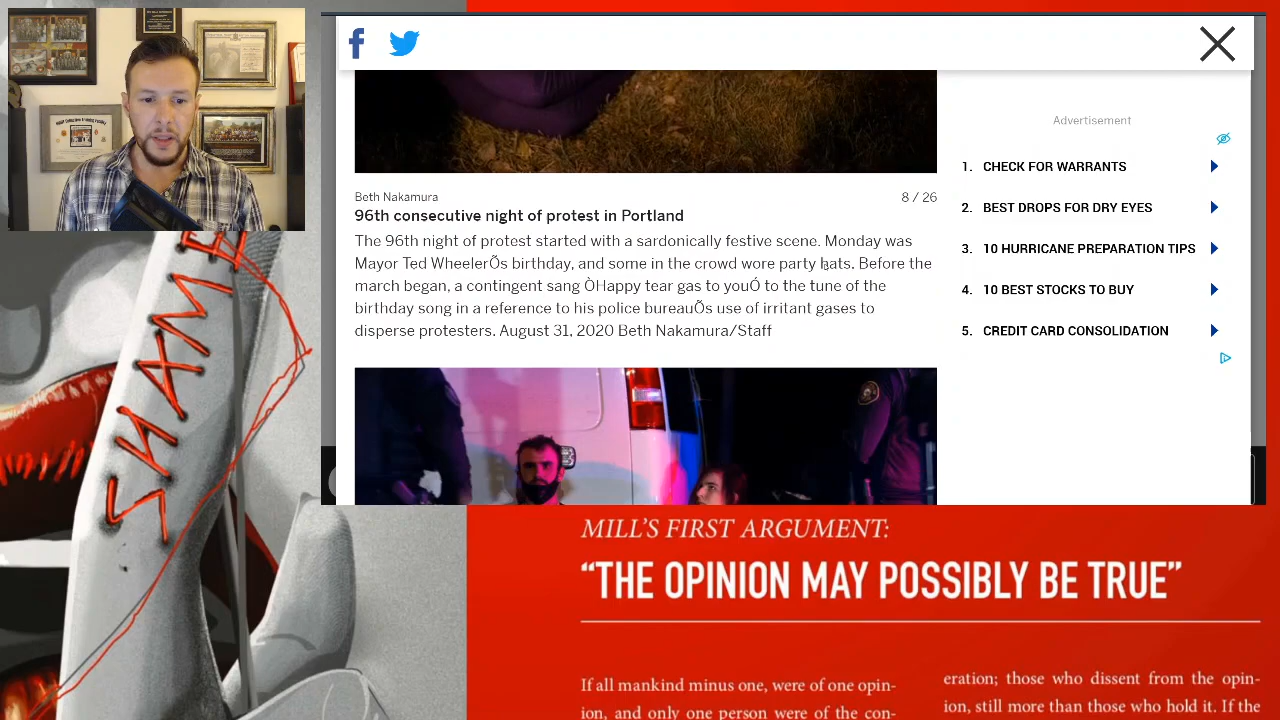 Advertisement
1. CHECK FOR WARRANTS
2. BEST DROPS FOR DRY EYES
3. 10 HURRICANE PREPARATION TIPS
4. 10 BEST STOCKS TO BUY
5. CREDIT CARD CONSOLIDATION
Beth Nakamura
8 / 26
96th consecutive night of protest in Portland
The 96th night of protest started with a sardonically festive scene. Monday was
Mayor Ted WheelerÕs birthday, and some in the crowd wore party hats. Before the
march began, a contingent sang ÒHappy tear gas to youÓ to the tune of the
birthday song in a reference to his police bureauÕs use of irritant gases to
disperse protesters. August 31, 2020 Beth Nakamura/Staff
SHAME
MILL'S FIRST ARGUMENT:
“THE OPINION MAY POSSIBLY BE TRUE”
If all mankind minus one, were of one opin-
ion, and only one person were of the con-
eration; those who dissent from the opin-
ion, still more than those who hold it. If the